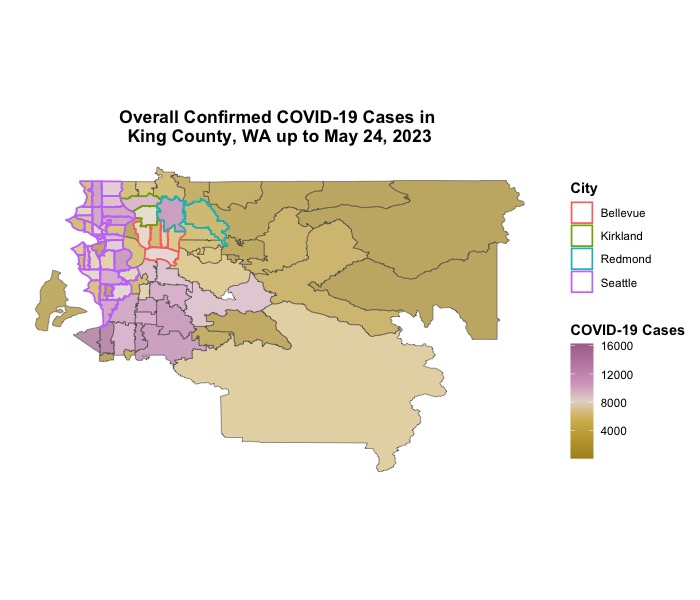 Overall Confirmed COVID-19 Cases in
King County, WA up to May 24, 2023
City
Bellevue
Kirkland
Redmond
Seattle
COVID-19 Cases
16000
12000
8000
4000